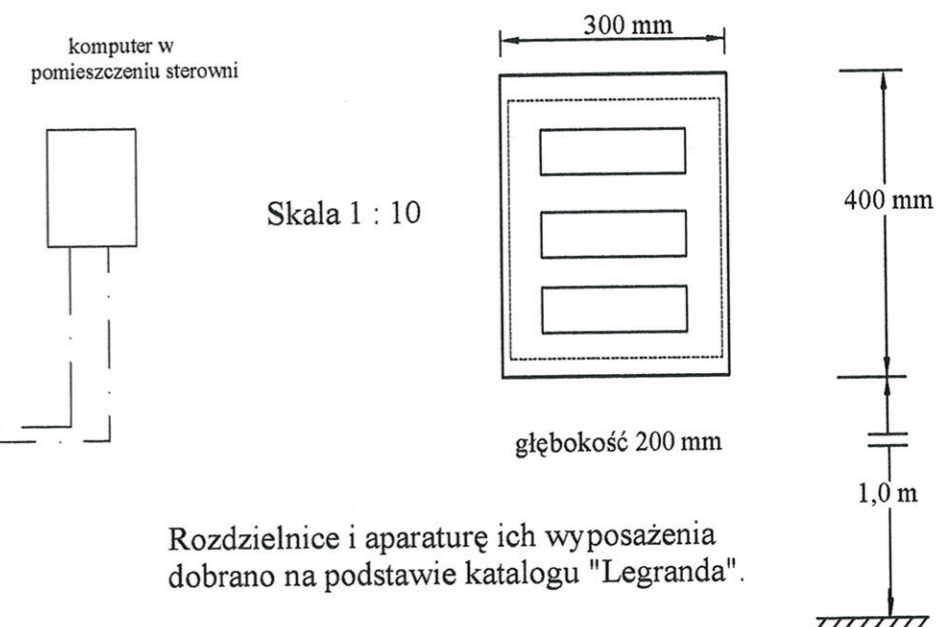 300 mm
komputer w
pomieszczeniu sterowni
Skala 1 : 10
400 mm
głębokość 200 mm
1,0 m
Rozdzielnice i aparaturę ich wyposażenia
dobrano na podstawie katalogu "Legranda".